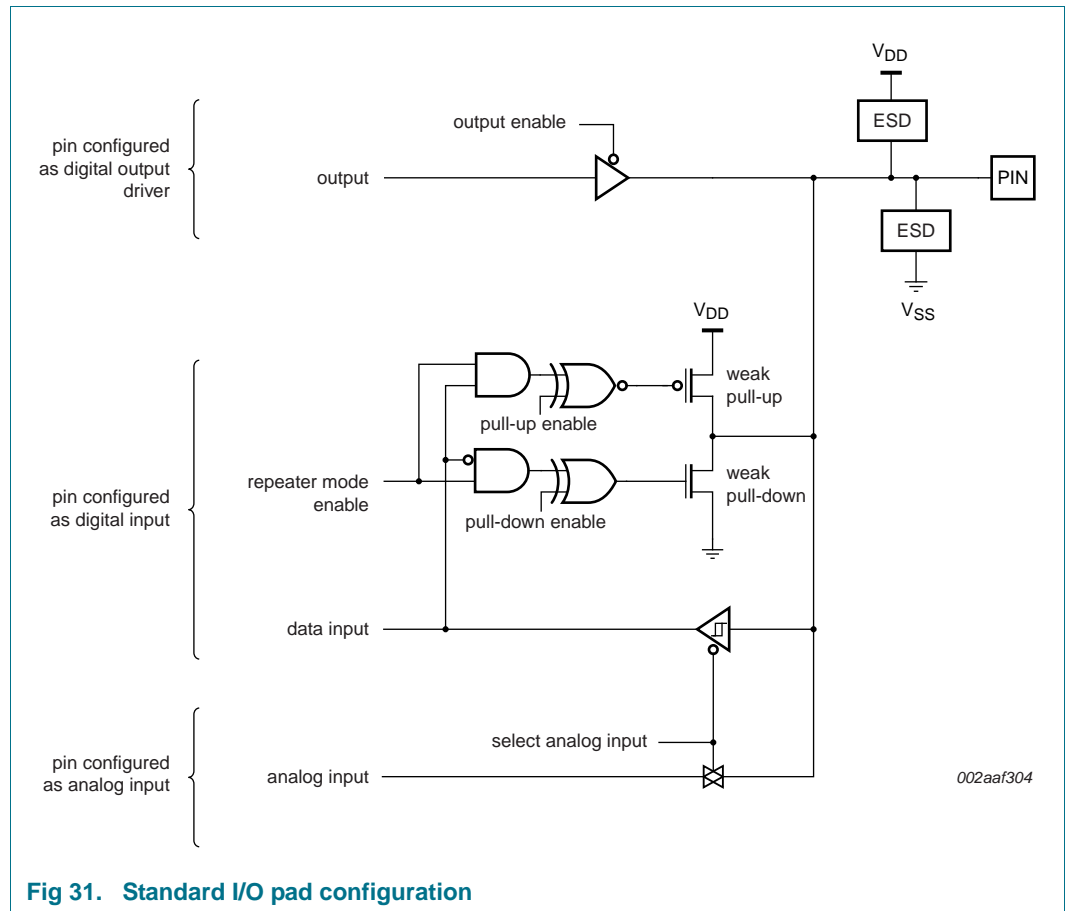 VDD
ESD
output enable
pin configured
as digital output
driver
output
PIN
ESD
VSS
VDD
weak
pull-up
pull-up enable
repeater mode
enable
weak
pull-down
pull-down enable
pin configured
as digital input
data input
select analog input
pin configured
as analog input
analog input
002aaf304
Fig 31. Standard I/O pad configuration